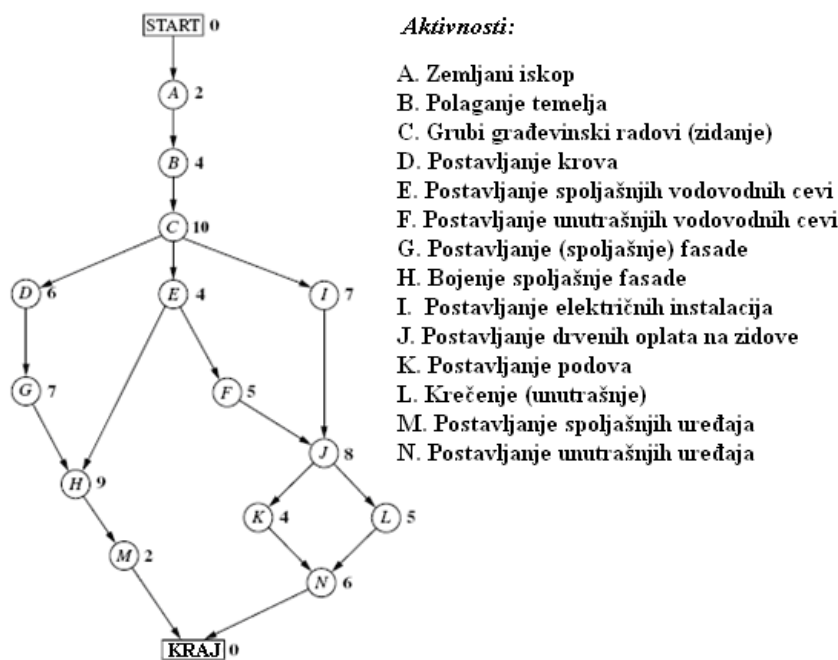 START 0
Aktivnosti:
A 2
A. Zemljani iskop
B. Polaganje temelja
B 4
C. Grubi građevinski radovi (zidanje)
D. Postavljanje krova
E. Postavljanje spoljašnjih vodovodnih cevi
C 10
F. Postavljanje unutrašnjih vodovodnih cevi
G. Postavljanje (spoljašnje) fasade
H. Bojenje spoljašnje fasade
D 6 E 4 I 7
I. Postavljanje električnih instalacija
J. Postavljanje drvenih oplata na zidove
K. Postavljanje podova
G 7 F 5
L. Krečenje (unutrašnje)
M. Postavljanje spoljašnjih uređaja
N. Postavljanje unutrašnjih uređaja
J 8
H 9
K 4 L 5
M 2
N 6
KRAJ 0